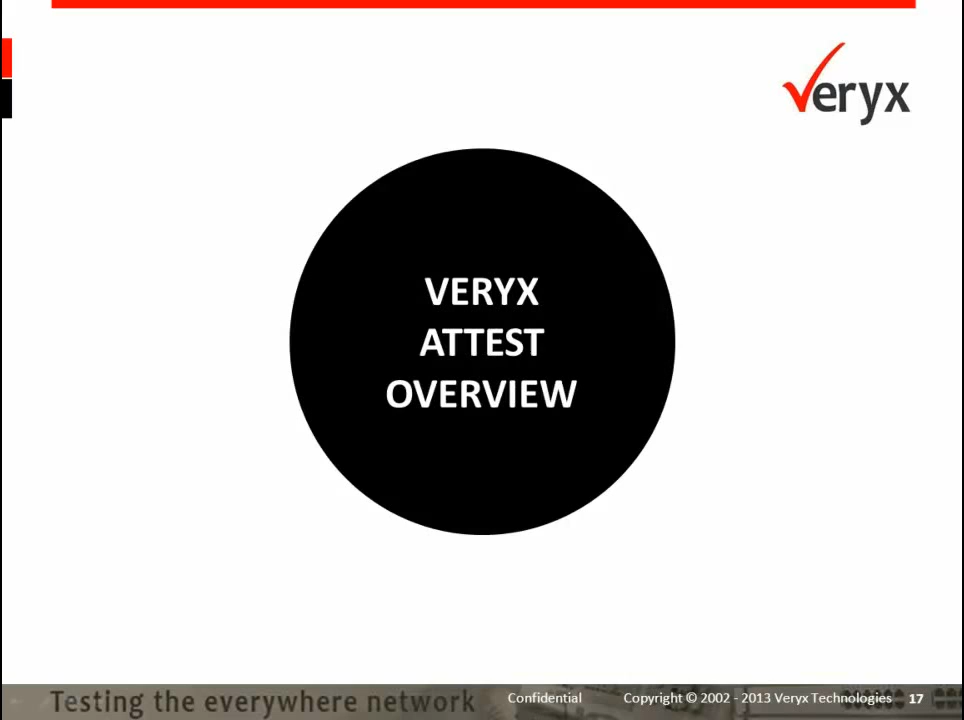 veryx
VERYX
ATTEST
OVERVIEW
Testing the everywhere network
Confidential
Copyright © 2002 - 2013 Veryx Technologies
17